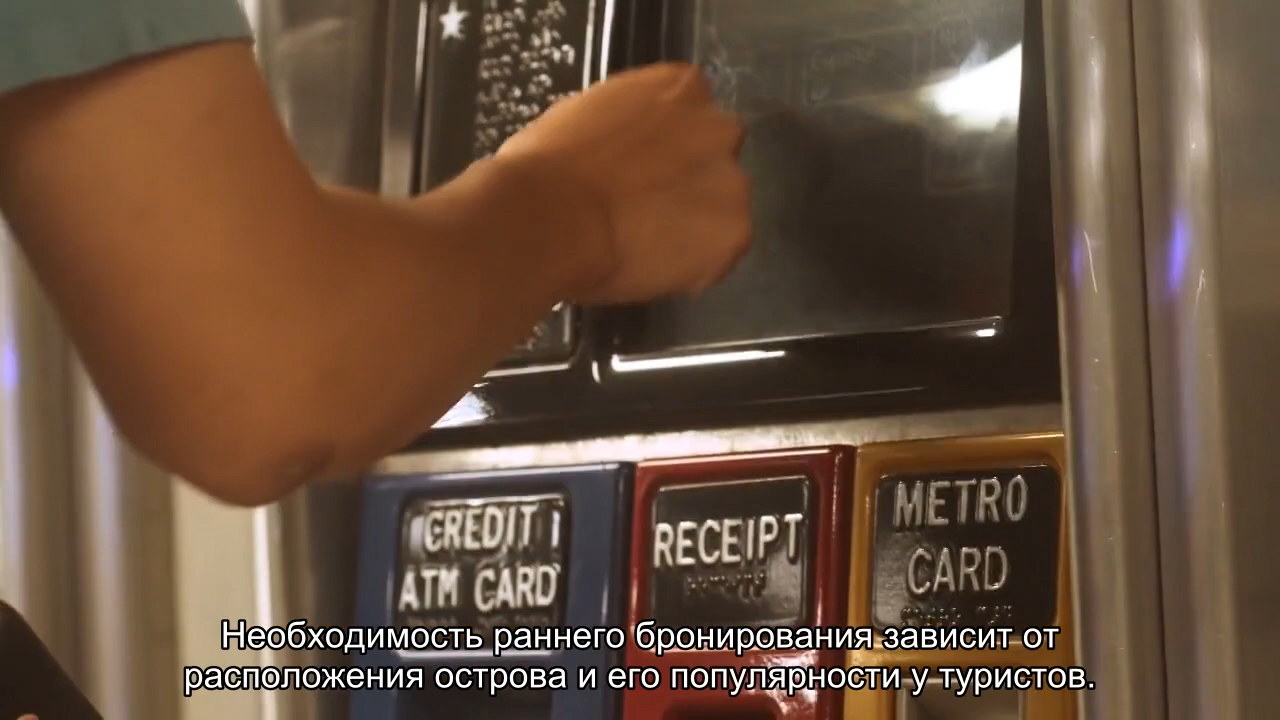 CREDIT
ATM CARD
RECEIPT
METRO
CARD
Необходимость раннего бронирования зависит от
расположения острова и его популярности у туристов.